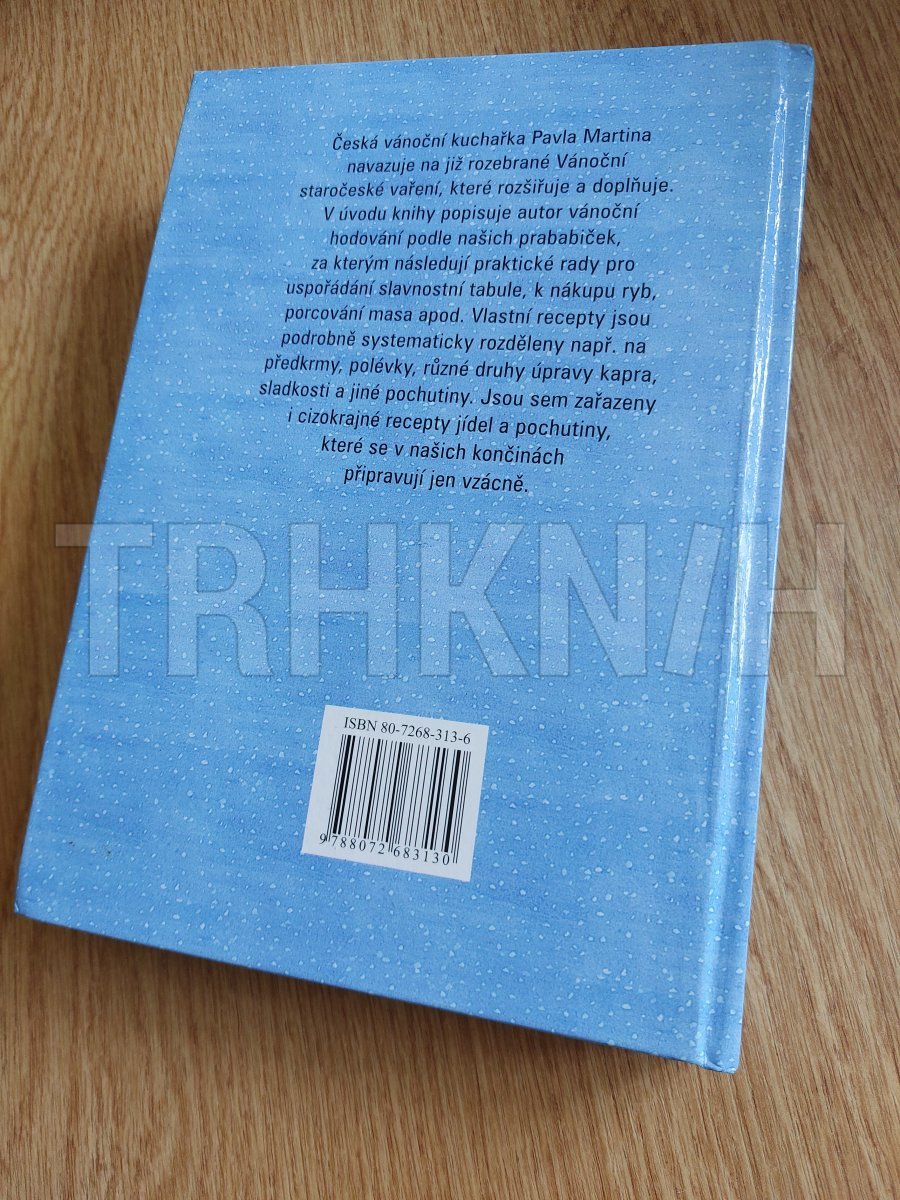 Česká vánoční kuchařka Pavla Martina
navazuje na již rozebrané Vánoční
staročeské vaření, které rozšiřuje a doplňuje.
V úvodu knihy popisuje autor vánoční
hodování podle našich prababiček,
za kterým následují praktické rady pro
uspořádání slavnostní tabule, k nákupu ryb,
porcování masa apod. Vlastní recepty jsou
podrobně systematicky rozděleny např. na
předkrmy, polévky, různé druhy úpravy kapra,
sladkosti a jiné pochutiny. Jsou sem zařazeny
i cizokrajné recepty jídel a pochutiny,
které se v našich končinách
připravují jen vzácně.
TRHKNIH
ISBN 80-7268-313-6
9 788072 683130